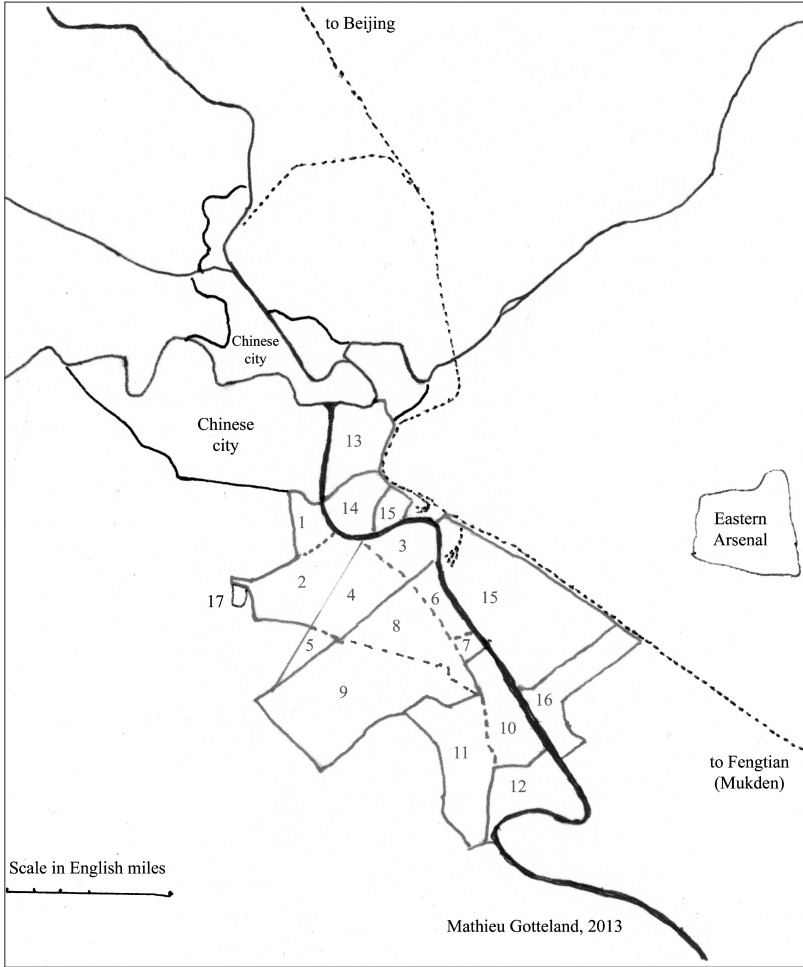 to Beijing
Chinese
city
Chinese
city
13
14
15
1
Eastern
Arsenal
3
2
4
6
15
17
8
5
7
9
16
10
11
to Fengtian
(Mukden)
12
Scale in English miles
Mathieu Gotteland, 2013